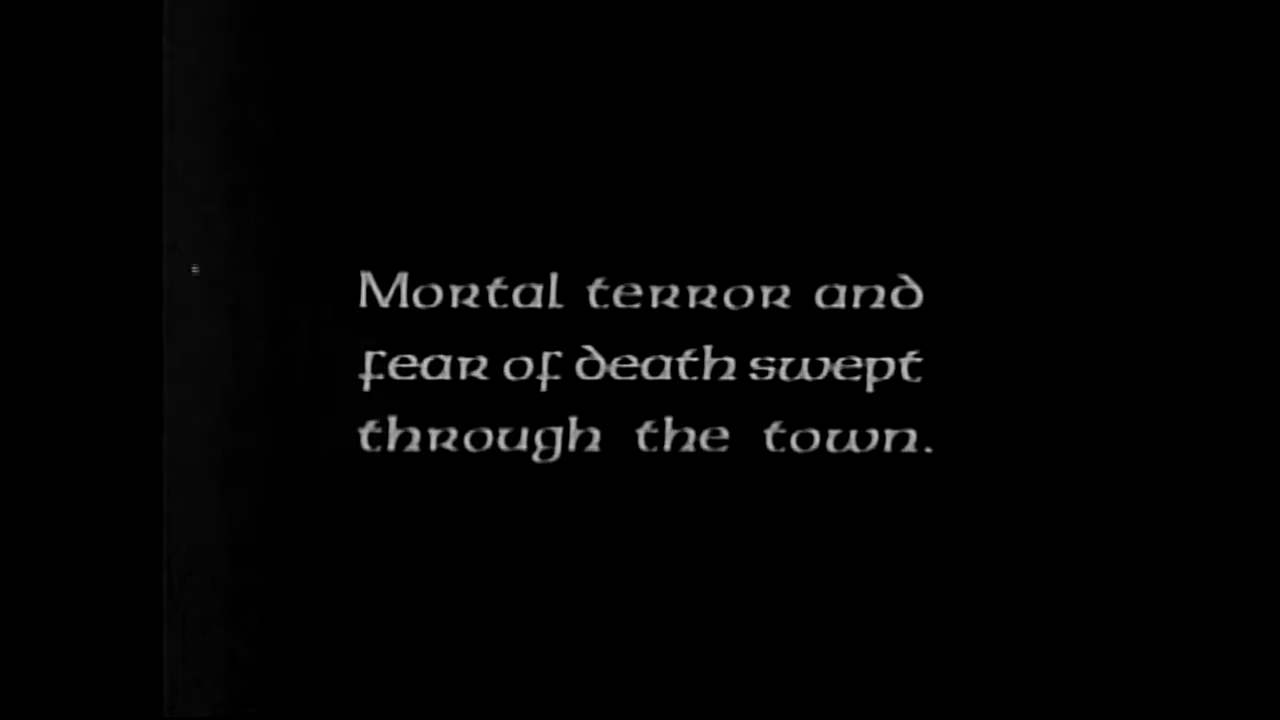 Mortal terror and
fear of death swept
through the town.